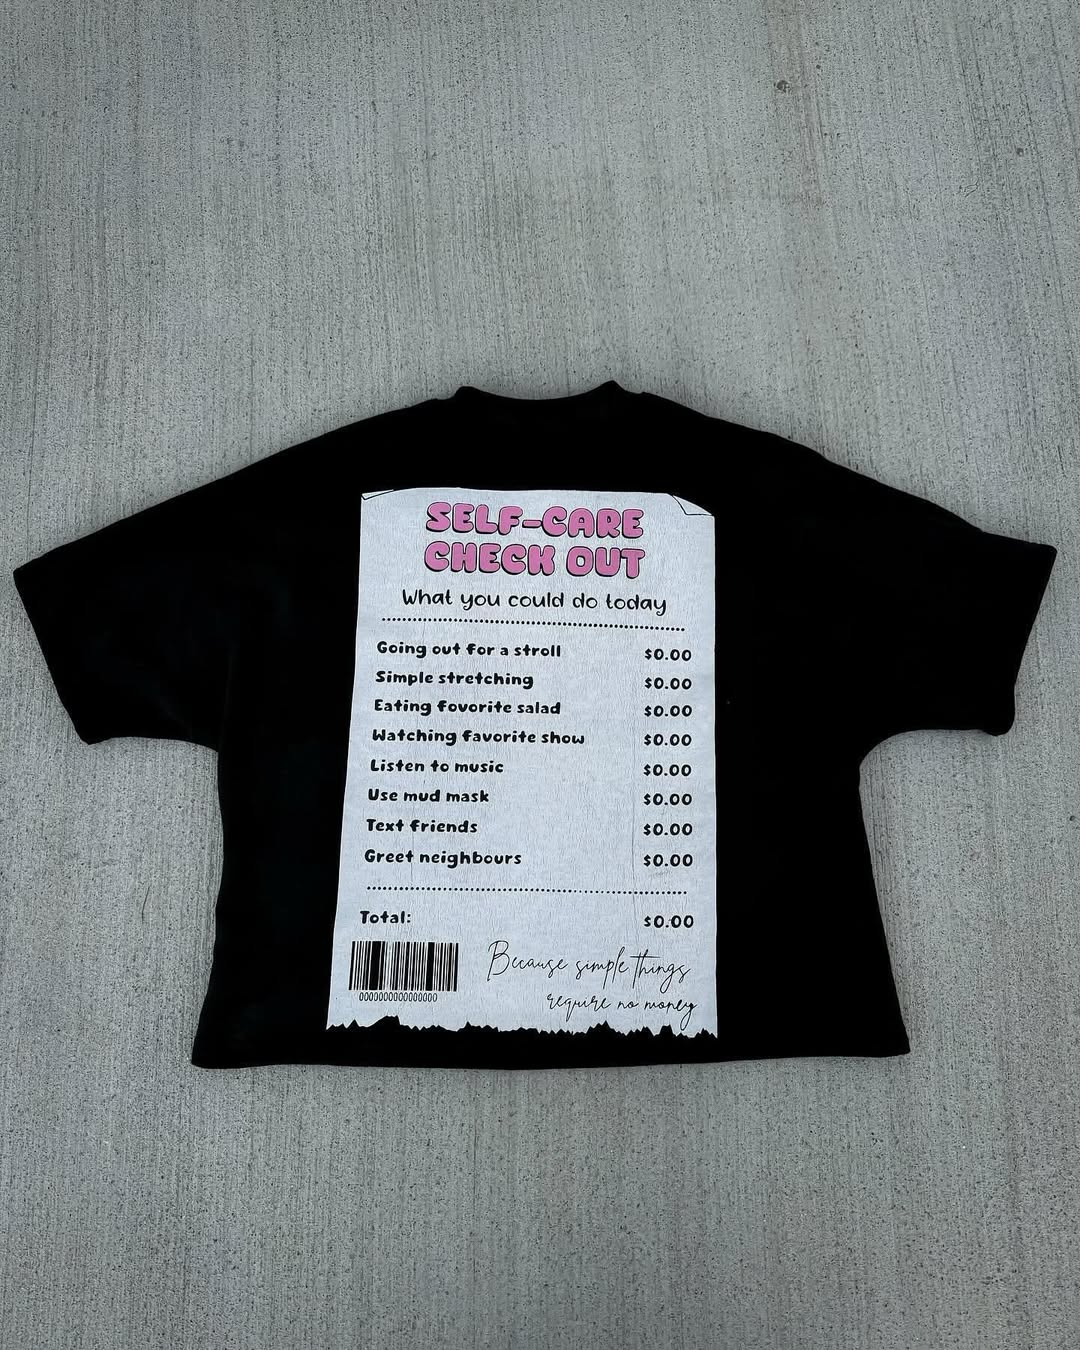 SELF-CARE
CHECK OUT
What you could do today
Going out for a stroll $0.00
Simple stretching $0.00
Eating fovorite salad $0.00
Watching favorite show $0.00
Listen to music $0.00
Use mud mask $0.00
Text friends $0.00
Greet neighbours $0.00
Total: $0.00
Because simple things
require no money
0000000000000000